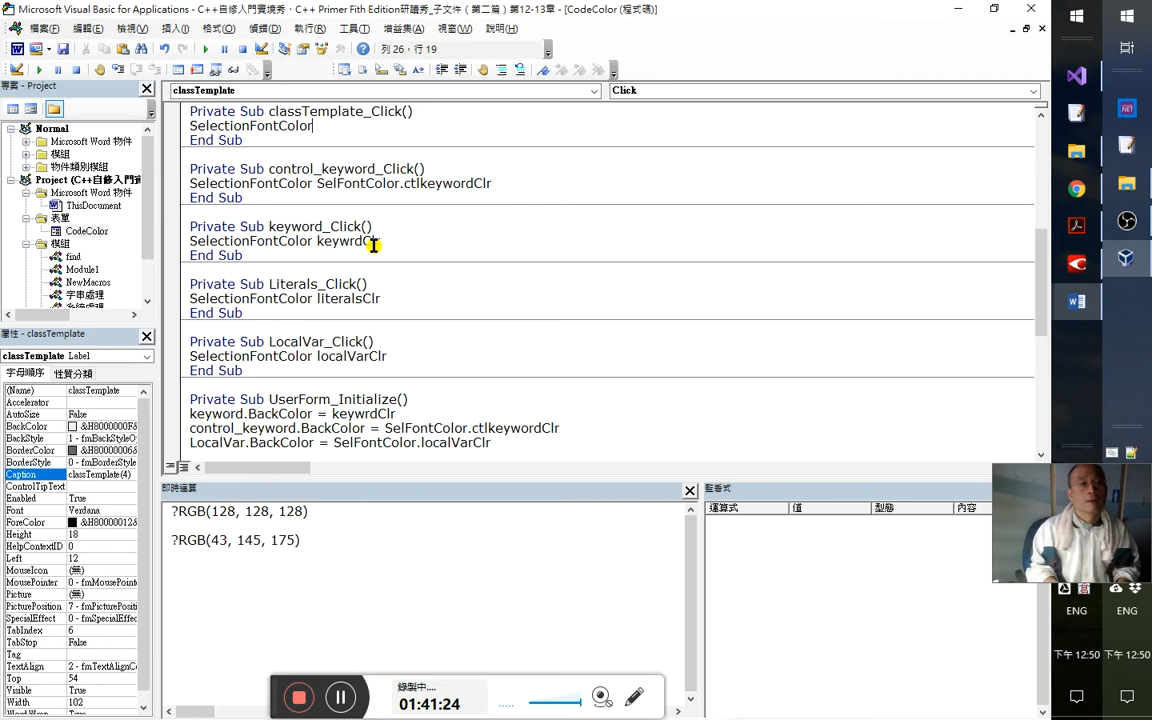 Microsoft Visual Basic for Applications - C++自修入門實境秀、C++ Primer Fifth Edition研讀秀_子文件（第二篇）第12-13章 - [CodeColor (程式碼)]
檔案(F) 編輯(E) 檢視(V) 插入(I) 格式(O) 偵錯(D) 執行(R) 工具(T) 增益集(A) 視窗(W) 說明(H)
列 26，行 19
專案 - Project
Normal
Microsoft Word 物件
模組
物件類別模組
Project (C++自修入門實
Microsoft Word 物件
ThisDocument
表單
CodeColor
模組
find
Module1
NewMacros
字串處理
屬性 - classTemplate
classTemplate Label
字母順序 性質分類
(Name) classTemplate
Accelerator
AutoSize False
BackColor &H8000000F&
BackStyle 1 - fmBackStyleO
BorderColor &H80000006&
BorderStyle 0 - fmBorderStyle
Caption classTemplate(4)
ControlTipText
Enabled True
Font Verdana
ForeColor &H80000012&
Height 18
HelpContextID 0
Left 12
MouseIcon (無)
MousePointer 0 - fmMousePoint
Picture (無)
PicturePosition 7 - fmPicturePositi
SpecialEffect 0 - fmSpecialEffec
TabIndex 6
TabStop False
Tag
TextAlign 2 - fmTextAlignC
Top 54
Visible True
Width 102
classTemplate Click
Private Sub classTemplate_Click()
SelectionFontColor
End Sub
Private Sub control_keyword_Click()
SelectionFontColor SelFontColor.ctlkeywordClr
End Sub
Private Sub keyword_Click()
SelectionFontColor keywrdClr
End Sub
Private Sub Literals_Click()
SelectionFontColor literalsClr
End Sub
Private Sub LocalVar_Click()
SelectionFontColor localVarClr
End Sub
Private Sub UserForm_Initialize()
keyword.BackColor = keywrdClr
control_keyword.BackColor = SelFontColor.ctlkeywordClr
LocalVar.BackColor = SelFontColor.localVarClr
即時運算
?RGB(128, 128, 128)
?RGB(43, 145, 175)
監看式
運算式 值 型態 內容
錄製中....
01:41:24
ENG ENG
下午 12:50 下午 12:50